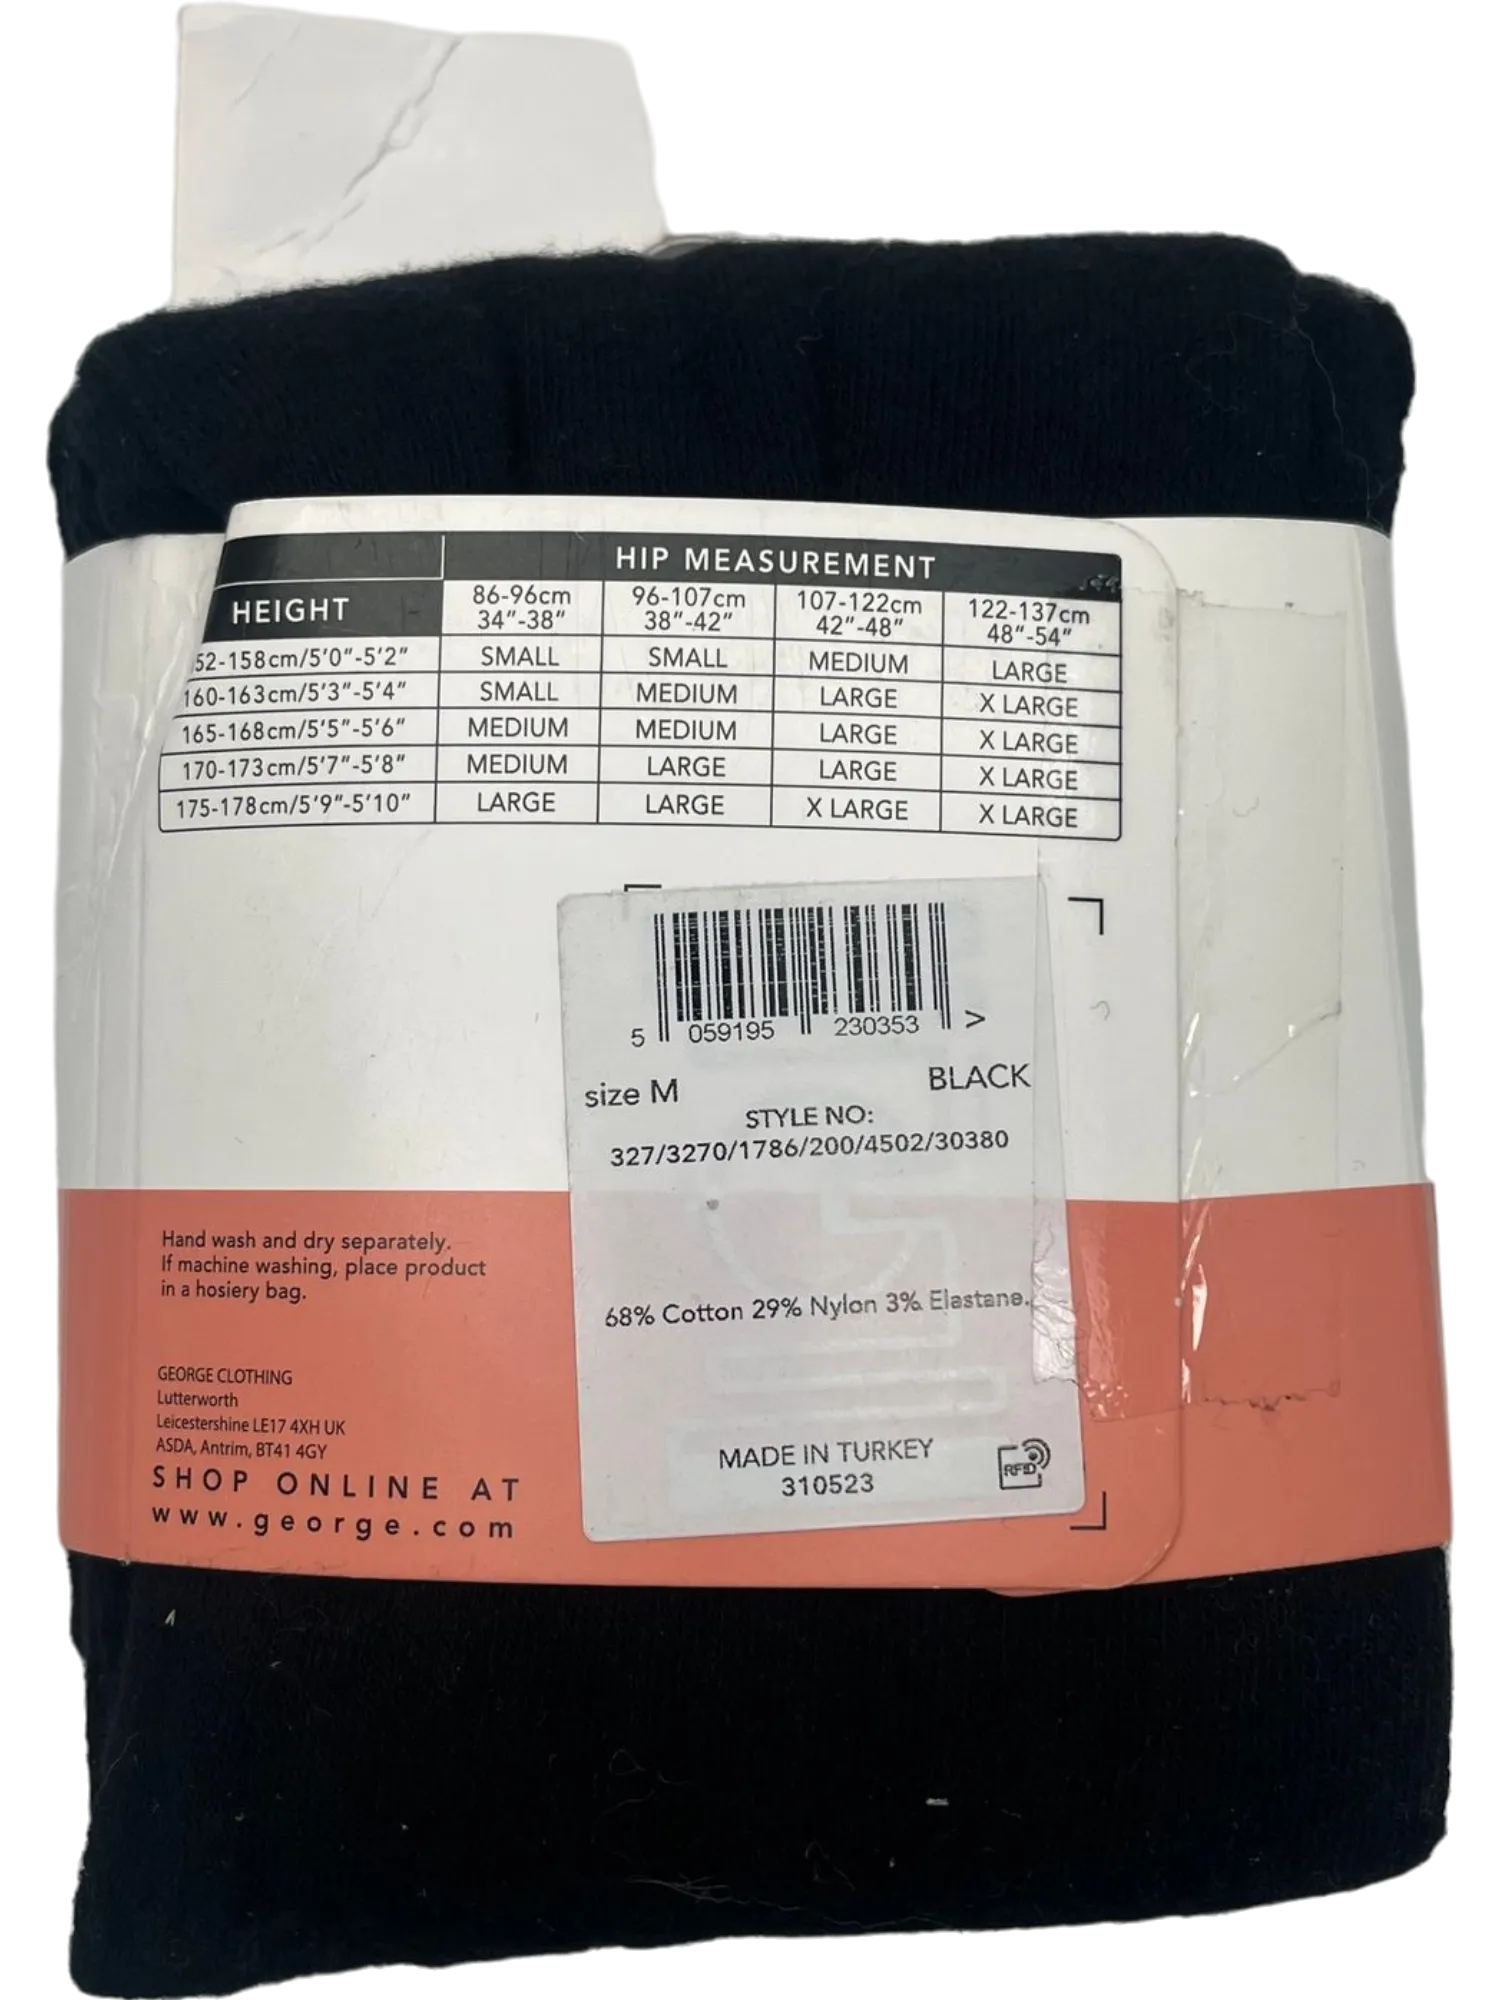 HIP MEASUREMENT
HEIGHT 86-96cm 96-107cm 107-122cm 122-137cm
34"-38" 38"-42" 42"-48" 48"-54"
52-158cm/5'0"-5'2" SMALL SMALL MEDIUM LARGE
160-163cm/5'3"-5'4" SMALL MEDIUM LARGE X LARGE
165-168cm/5'5"-5'6" MEDIUM MEDIUM LARGE X LARGE
170-173cm/5'7"-5'8" MEDIUM LARGE LARGE X LARGE
175-178cm/5'9"-5'10" LARGE LARGE X LARGE X LARGE
5 059195 230353 >
size M BLACK
STYLE NO:
327/3270/1786/200/4502/30380
68% Cotton 29% Nylon 3% Elastane.
MADE IN TURKEY
310523
RFID
Hand wash and dry separately.
If machine washing, place product
in a hosiery bag.
GEORGE CLOTHING
Lutterworth
Leicestershire LE17 4XH UK
ASDA, Antrim, BT41 4GY
SHOP ONLINE AT
www.george.com